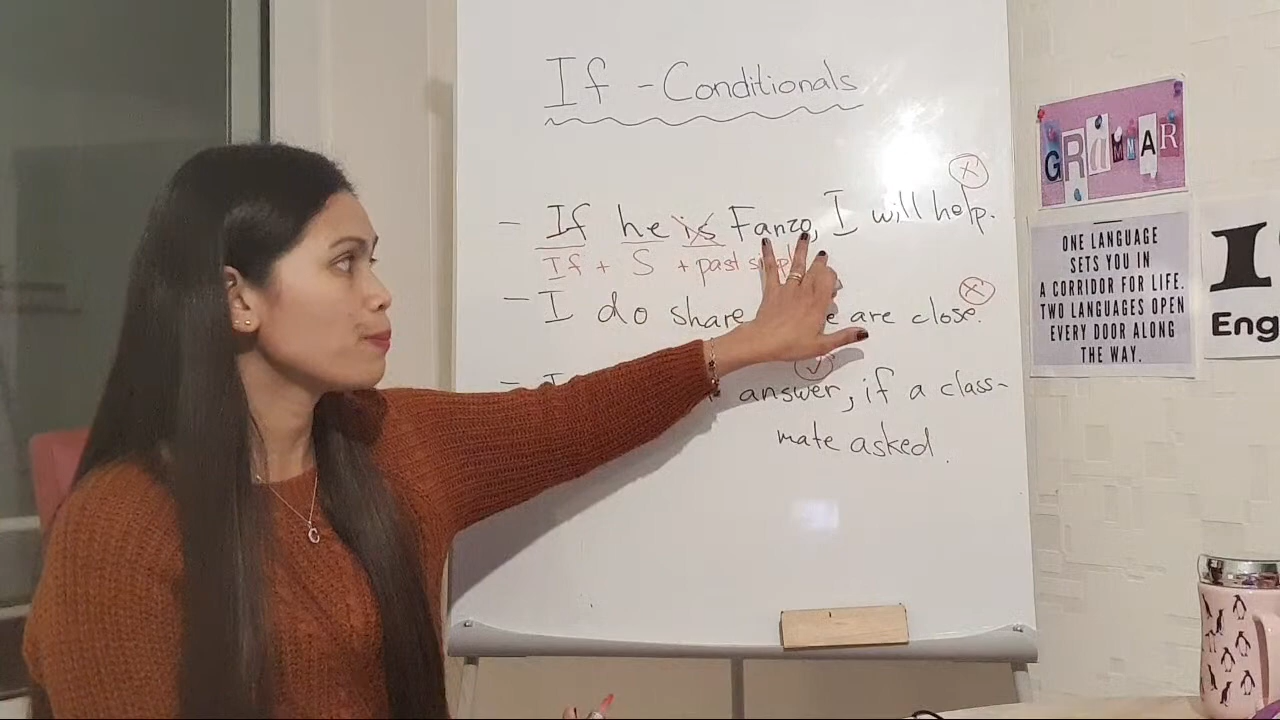 If - Conditionals
- If he is Fanzo, I will help.
If + S + past
- I do share are close.
- I answer, if a class-
mate asked.
GRAMMAR
ONE LANGUAGE
SETS YOU IN
A CORRIDOR FOR LIFE.
TWO LANGUAGES OPEN
EVERY DOOR ALONG
THE WAY.
I
Eng